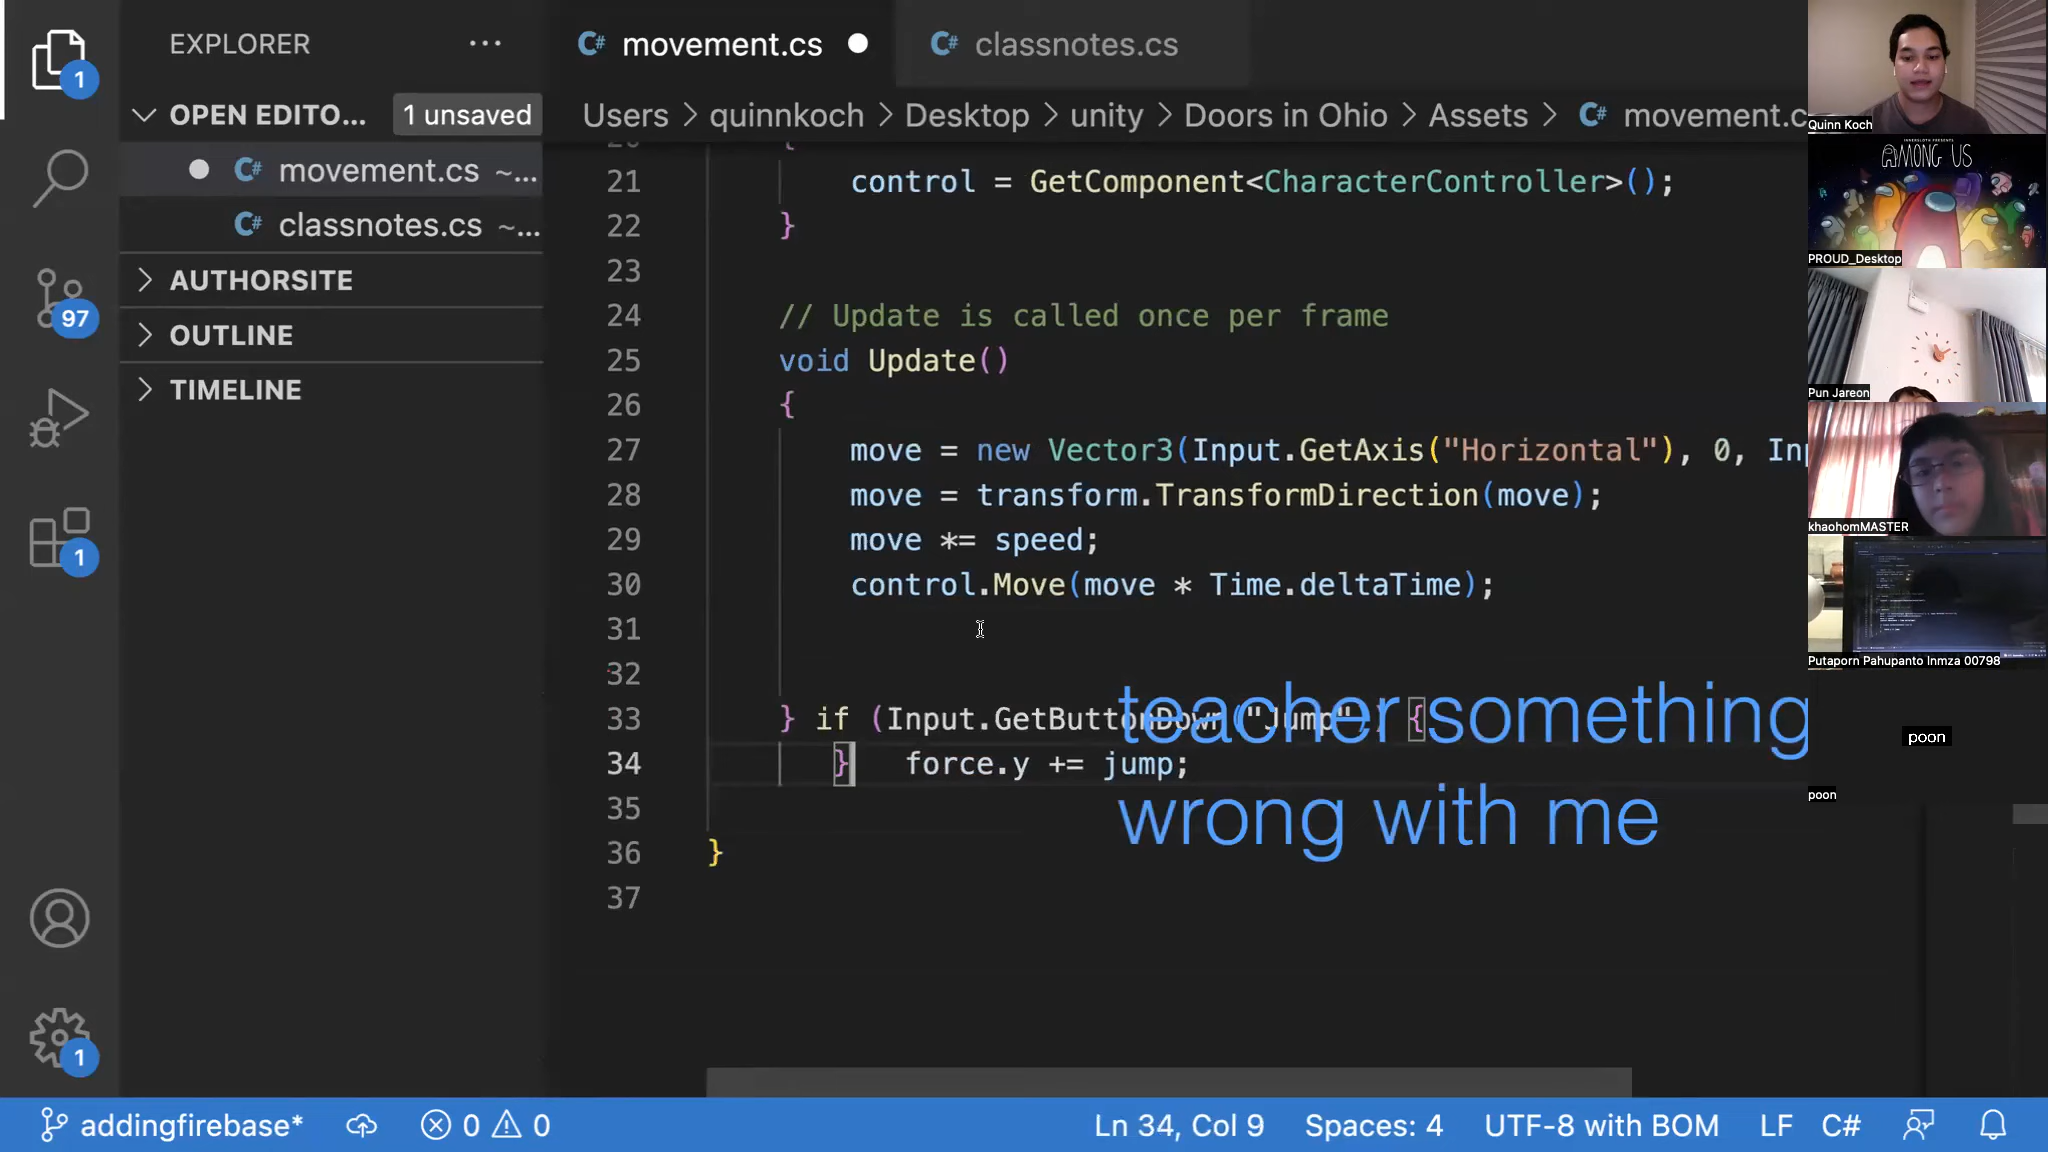 EXPLORER
movement.cs
classnotes.cs
OPEN EDITO...
1 unsaved
Users > quinnkoch > Desktop > unity > Doors in Ohio > Assets > movement.c
movement.cs ~...
classnotes.cs ~...
AUTHORSITE
OUTLINE
TIMELINE
1
97
1
1
20 {
21 control = GetComponent<CharacterController>();
22 }
23
24 // Update is called once per frame
25 void Update()
26 {
27 move = new Vector3(Input.GetAxis("Horizontal"), 0, Inp
28 move = transform.TransformDirection(move);
29 move *= speed;
30 control.Move(move * Time.deltaTime);
31
32
33 } if (Input.GetButtonDown("Jump")) {
34 } force.y += jump;
35
36 }
37
teacher something
wrong with me
Quinn Koch
INNERSLOTH PRESENTS
AMONG US
PROUD_Desktop
Pun Jareon
khaohomMASTER
Putaporn Pahupanto Inmza 00798
poon
poon
addingfirebase*
0
0
Ln 34, Col 9
Spaces: 4
UTF-8 with BOM
LF
C#